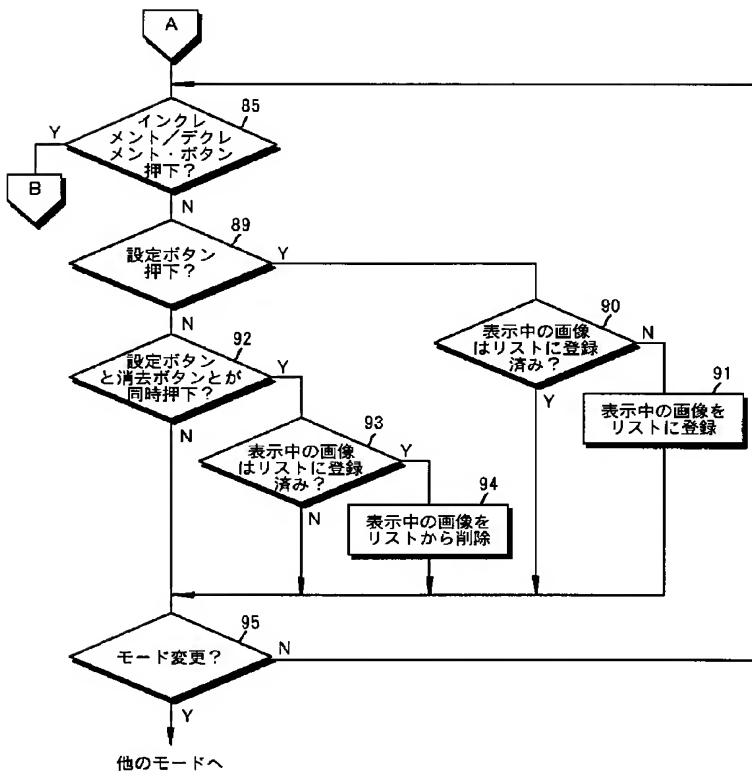 A
85
インクレ
メント/デクレ
メント・ボタン
押下?
Y
B
N
89
設定ボタン
押下?
Y
N
90
表示中の画像
はリストに登録
済み?
N
Y
91
表示中の画像を
リストに登録
92
設定ボタン
と消去ボタンとが
同時押下?
Y
N
93
表示中の画像
はリストに登録
済み?
Y
N
94
表示中の画像を
リストから削除
95
モード変更?
N
Y
他のモードへ